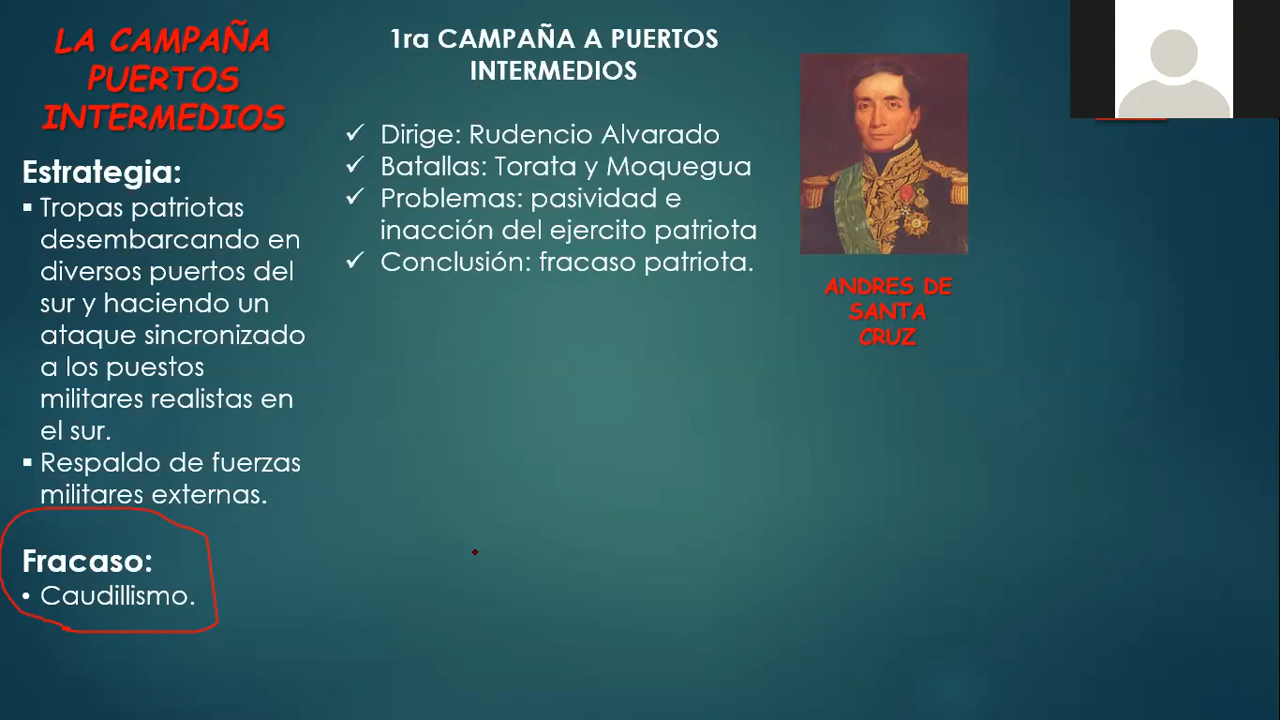 LA CAMPAÑA
PUERTOS
INTERMEDIOS
Estrategia:
▪ Tropas patriotas
desembarcando en
diversos puertos del
sur y haciendo un
ataque sincronizado
a los puestos
militares realistas en
el sur.
▪ Respaldo de fuerzas
militares externas.
Fracaso:
• Caudillismo.
1ra CAMPAÑA A PUERTOS
INTERMEDIOS
✓ Dirige: Rudencio Alvarado
✓ Batallas: Torata y Moquegua
✓ Problemas: pasividad e
inacción del ejercito patriota
✓ Conclusión: fracaso patriota.
ANDRES DE
SANTA
CRUZ